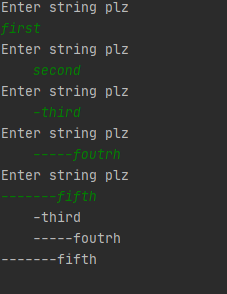 Enter string plz
first
Enter string plz
    second
Enter string plz
    -third
Enter string plz
    -----foutrh
Enter string plz
-------fifth
    -third
    -----foutrh
-------fifth